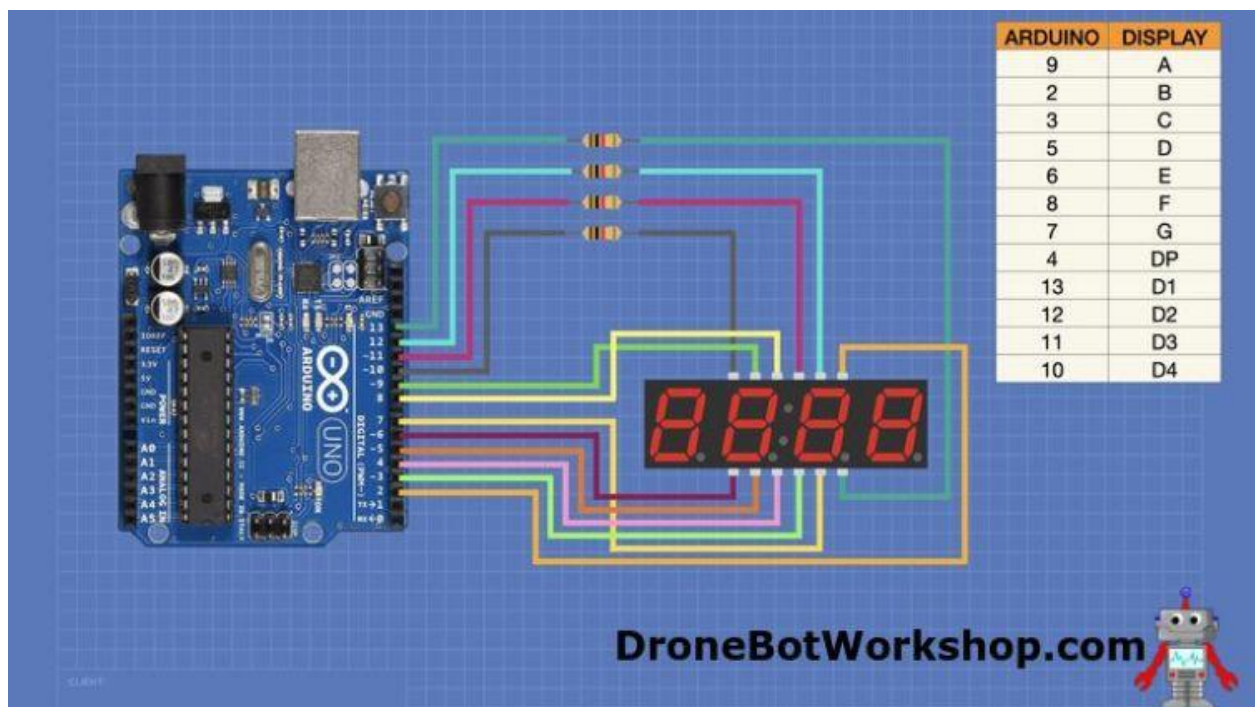 ARDUINO DISPLAY
9 A
2 B
3 C
5 D
6 E
8 F
7 G
4 DP
13 D1
12 D2
11 D3
10 D4
AREF
GND
13
12
~11
~10
~9
8
7
~6
~5
4
~3
2
TX→1
RX←0
DIGITAL (PWM~)
ARDUINO
UNO
IOREF
RESET
3.3V
5V
GND
GND
Vin
POWER
A0
A1
A2
A3
A4
A5
ANALOG IN
DroneBotWorkshop.com